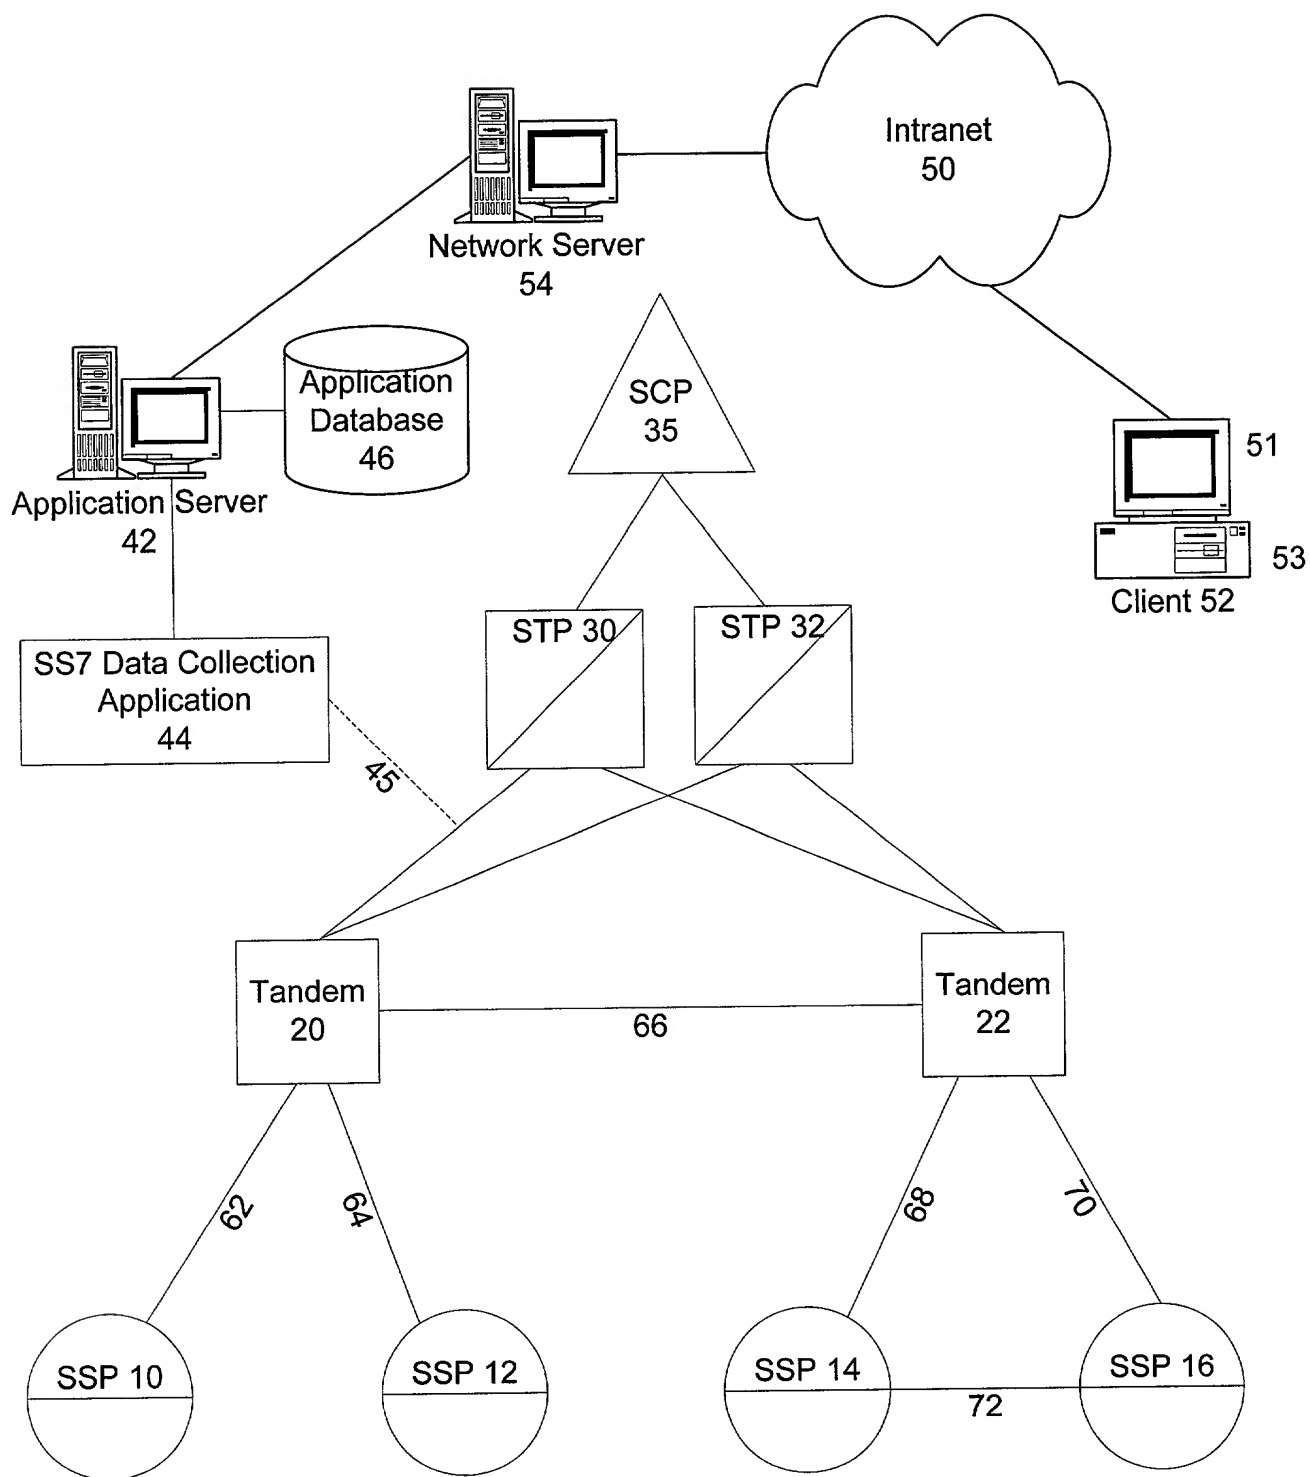 Intranet
50
Network Server
54
Application
Database
46
SCP
35
51
Application Server
42
53
Client 52
STP 30
STP 32
SS7 Data Collection
Application
44
45
Tandem
20
Tandem
22
66
62
64
68
70
SSP 10
SSP 12
SSP 14
SSP 16
72